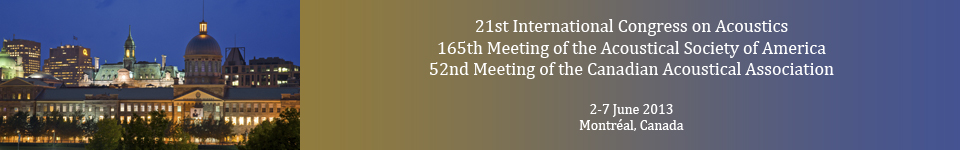 21st International Congress on Acoustics
165th Meeting of the Acoustical Society of America
52nd Meeting of the Canadian Acoustical Association
2-7 June 2013
Montréal, Canada